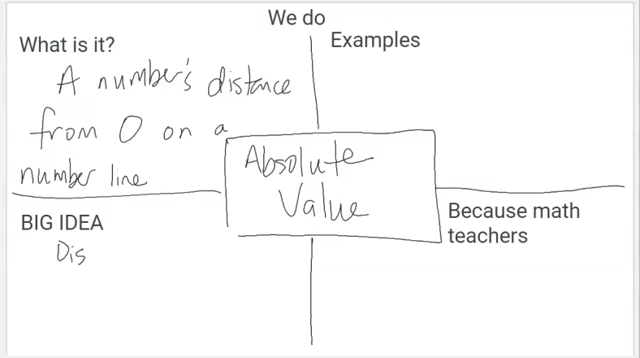 We do
What is it?
A number's distance
from 0 on a
number line
Examples
Absolute
Value
BIG IDEA
Dis
Because math
teachers